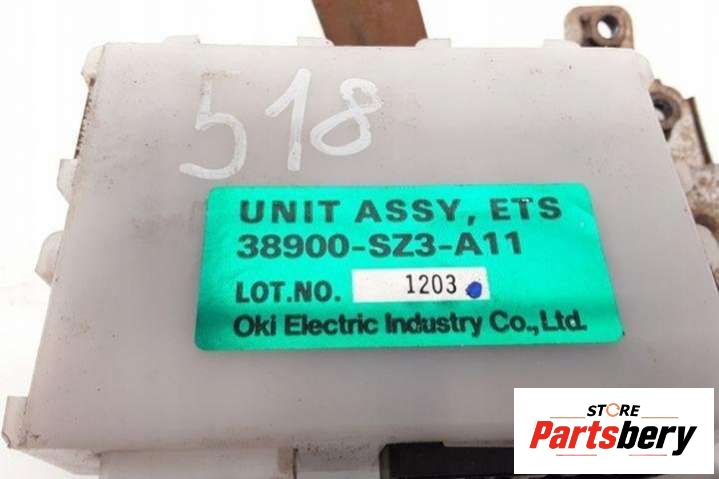 518
UNIT ASSY, ETS
38900-SZ3-A11
LOT.NO. 1203
Oki Electric Industry Co., Ltd.
STORE
Partsbery